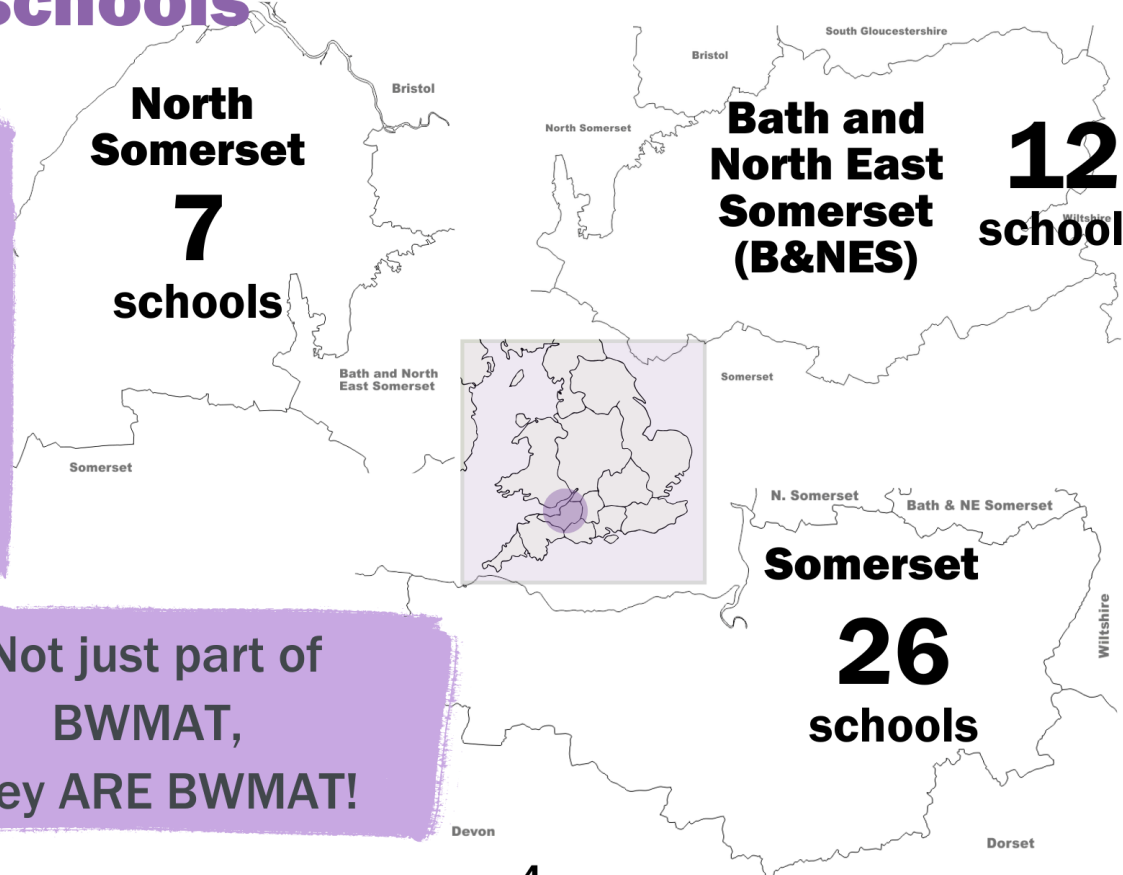 schools
North
Somerset
7
schools
Bristol
Bath and North
East Somerset
Somerset
South Gloucestershire
Bristol
North Somerset
Bath and
North East
Somerset
(B&NES)
12
school
Wiltshire
Somerset
N. Somerset
Bath & NE Somerset
Somerset
26
schools
Wiltshire
Devon
Dorset
Not just part of
BWMAT,
ey ARE BWMAT!